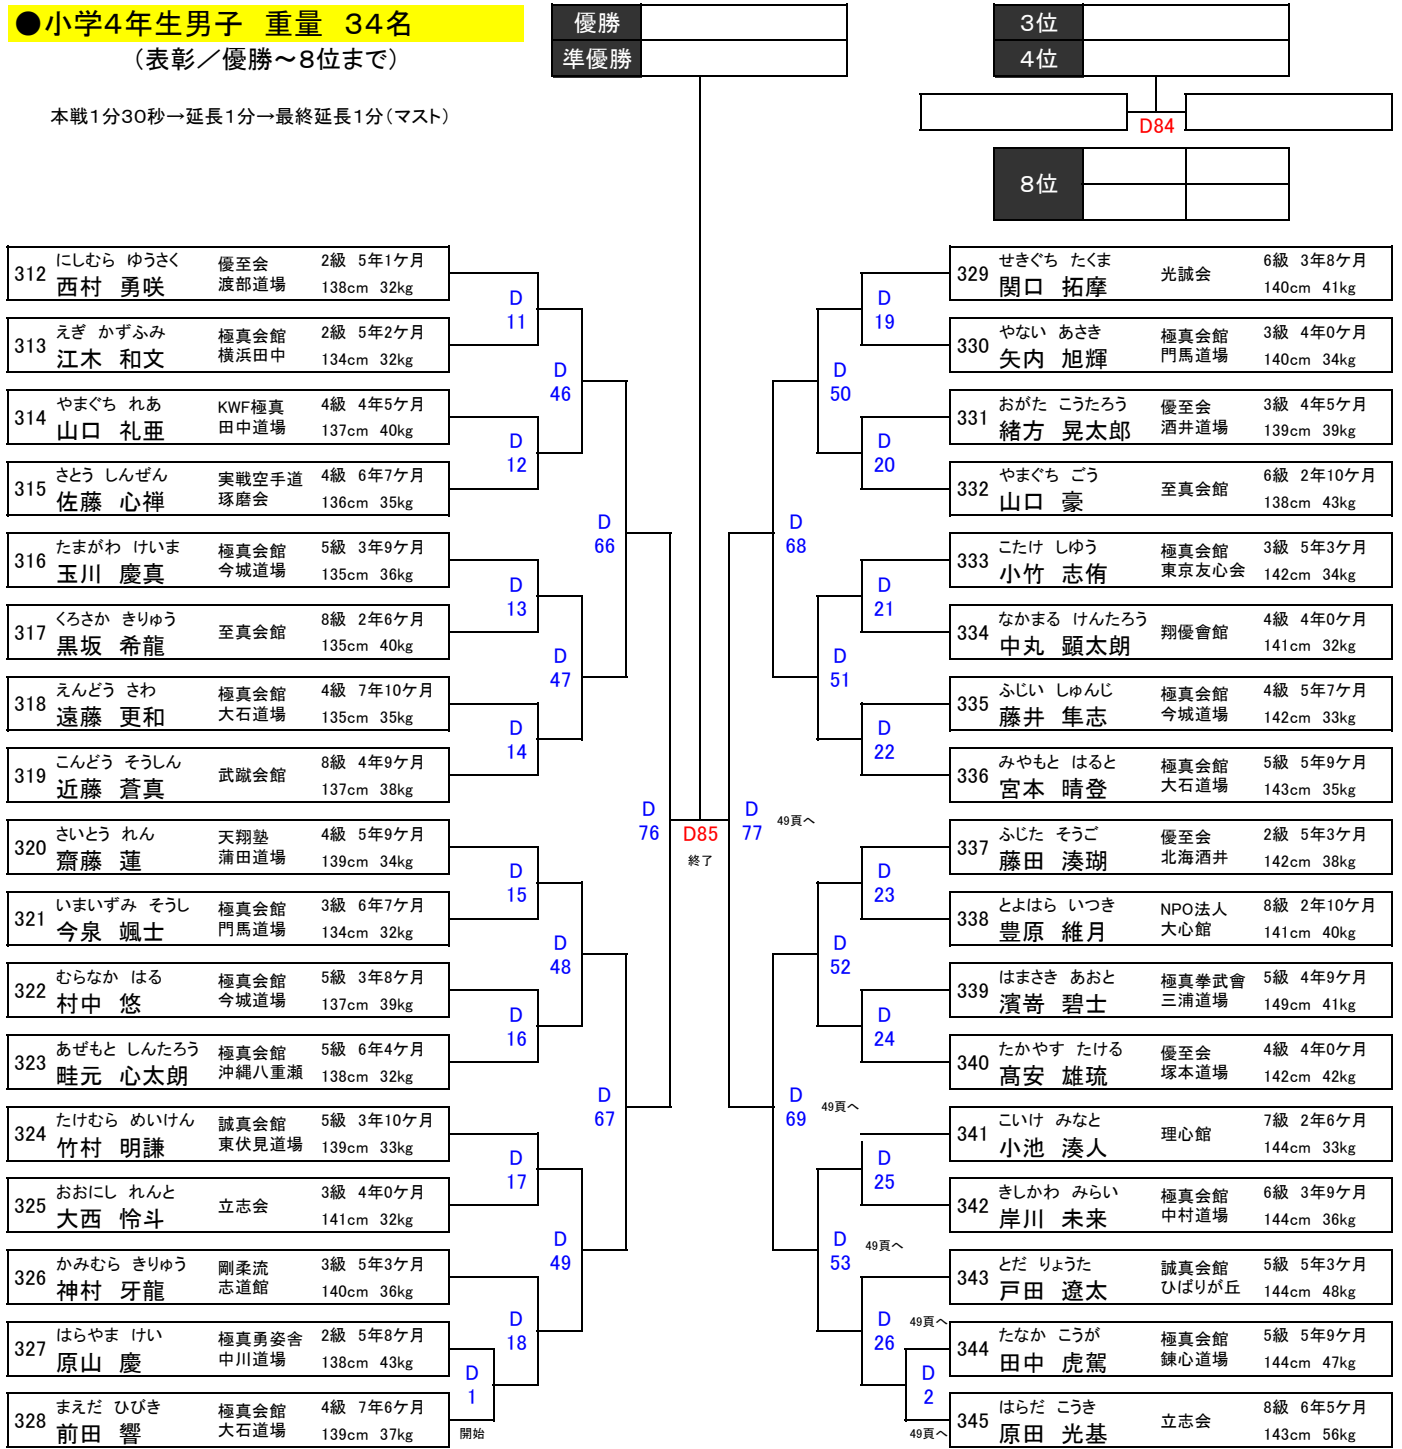 ●小学4年生男子　重量　34名
（表彰／優勝～8位まで）
本戦1分30秒→延長1分→最終延長1分（マスト）
優勝
準優勝
3位
4位
D84
8位
312 にしむら ゆうさく 西村 勇咲 優至会 渡部道場 2級 5年1ケ月 138cm 32kg
313 えぎ かずふみ 江木 和文 極真会館 横浜田中 2級 5年2ケ月 134cm 32kg
314 やまぐち れあ 山口 礼亜 KWF極真 田中道場 4級 4年5ケ月 137cm 40kg
315 さとう しんぜん 佐藤 心禅 実戦空手道 琢磨会 4級 6年7ケ月 136cm 35kg
316 たまがわ けいま 玉川 慶真 極真会館 今城道場 5級 3年9ケ月 135cm 36kg
317 くろさか きりゅう 黒坂 希龍 至真会館 8級 2年6ケ月 135cm 40kg
318 えんどう さわ 遠藤 更和 極真会館 大石道場 4級 7年10ケ月 135cm 35kg
319 こんどう そうしん 近藤 蒼真 武蹴会館 8級 4年9ケ月 137cm 38kg
320 さいとう れん 齋藤 蓮 天翔塾 蒲田道場 4級 5年9ケ月 139cm 34kg
321 いまいずみ そうし 今泉 颯士 極真会館 門馬道場 3級 6年7ケ月 134cm 32kg
322 むらなか はる 村中 悠 極真会館 今城道場 5級 3年8ケ月 137cm 39kg
323 あぜもと しんたろう 畦元 心太朗 極真会館 沖縄八重瀬 5級 6年4ケ月 138cm 32kg
324 たけむら めいけん 竹村 明謙 誠真会館 東伏見道場 5級 3年10ケ月 139cm 33kg
325 おおにし れんと 大西 怜斗 立志会 3級 4年0ケ月 141cm 32kg
326 かみむら きりゅう 神村 牙龍 剛柔流 志道館 3級 5年3ケ月 140cm 36kg
327 はらやま けい 原山 慶 極真勇姿舎 中川道場 2級 5年8ケ月 138cm 43kg
328 まえだ ひびき 前田 響 極真会館 大石道場 4級 7年6ケ月 139cm 37kg
D 11
D 12
D 13
D 14
D 15
D 16
D 17
D 18
D 1
開始
D 46
D 47
D 48
D 49
D 66
D 67
D 76
D85
終了
D 77
49頁へ
D 68
D 69
49頁へ
D 50
D 51
D 52
D 53
49頁へ
D 19
D 20
D 21
D 22
D 23
D 24
D 25
D 26
49頁へ
D 2
49頁へ
329 せきぐち たくま 関口 拓摩 光誠会 6級 3年8ケ月 140cm 41kg
330 やない あさき 矢内 旭輝 極真会館 門馬道場 3級 4年0ケ月 140cm 34kg
331 おがた こうたろう 緒方 晃太郎 優至会 酒井道場 3級 4年5ケ月 139cm 39kg
332 やまぐち ごう 山口 豪 至真会館 6級 2年10ケ月 138cm 43kg
333 こたけ しゆう 小竹 志侑 極真会館 東京友心会 3級 5年3ケ月 142cm 34kg
334 なかまる けんたろう 中丸 顕太朗 翔優會館 4級 4年0ケ月 141cm 32kg
335 ふじい しゅんじ 藤井 隼志 極真会館 今城道場 4級 5年7ケ月 142cm 33kg
336 みやもと はると 宮本 晴登 極真会館 大石道場 5級 5年9ケ月 143cm 35kg
337 ふじた そうご 藤田 湊瑚 優至会 北海酒井 2級 5年3ケ月 142cm 38kg
338 とよはら いつき 豊原 維月 NPO法人 大心館 8級 2年10ケ月 141cm 40kg
339 はまさき あおと 濱嵜 碧士 極真拳武會 三浦道場 5級 4年9ケ月 149cm 41kg
340 たかやす たける 髙安 雄琉 優至会 塚本道場 4級 4年0ケ月 142cm 42kg
341 こいけ みなと 小池 湊人 理心館 7級 2年6ケ月 144cm 33kg
342 きしかわ みらい 岸川 未来 極真会館 中村道場 6級 3年9ケ月 144cm 36kg
343 とだ りょうた 戸田 遼太 誠真会館 ひばりが丘 5級 5年3ケ月 144cm 48kg
344 たなか こうが 田中 虎駕 極真会館 錬心道場 5級 5年9ケ月 144cm 47kg
345 はらだ こうき 原田 光基 立志会 8級 6年5ケ月 143cm 56kg